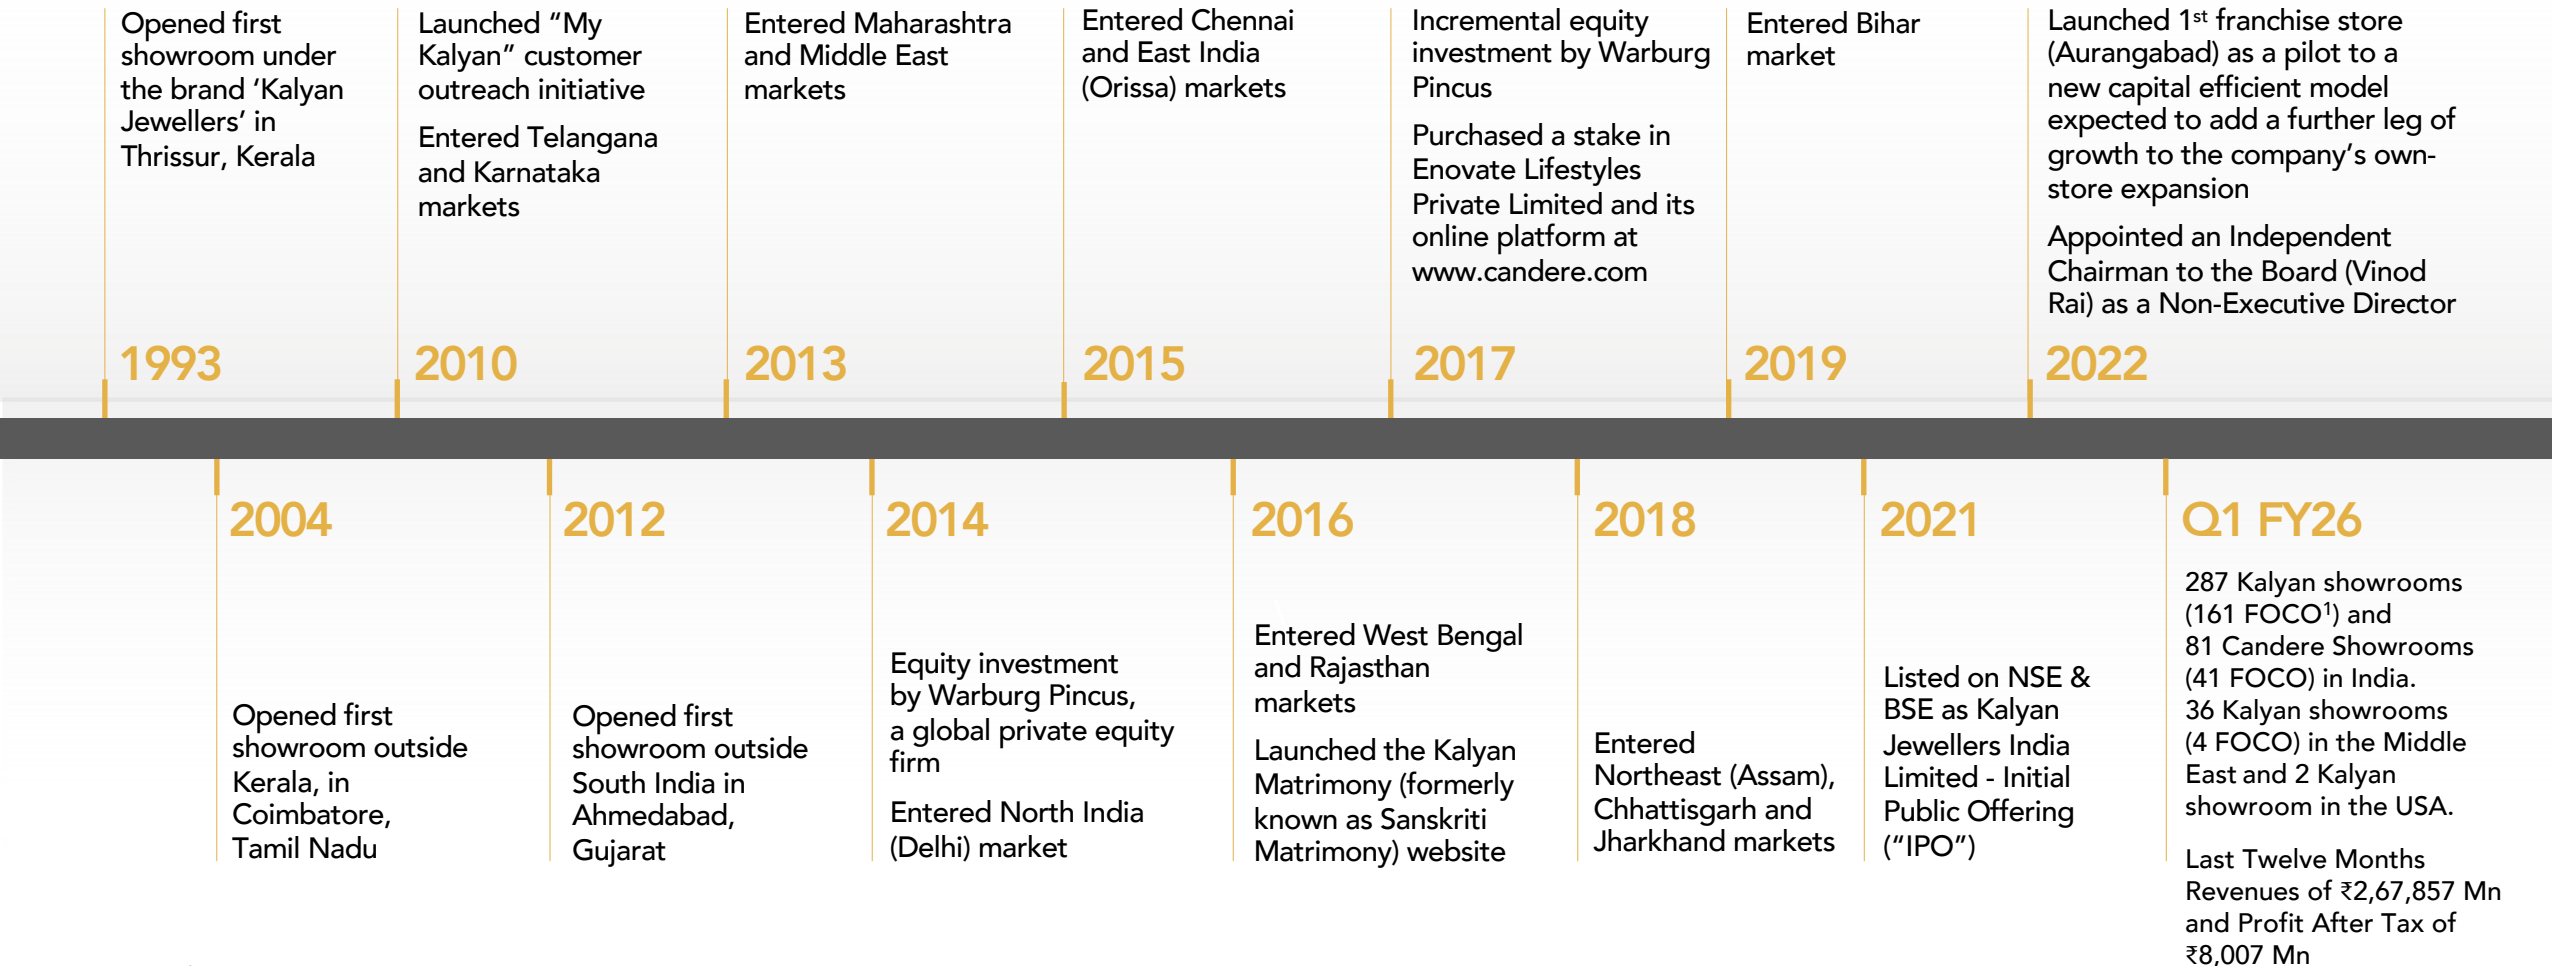 Opened first
showroom under
the brand ‘Kalyan
Jewellers’ in
Thrissur, Kerala
1993
Launched “My
Kalyan” customer
outreach initiative
Entered Telangana
and Karnataka
markets
2010
Entered Maharashtra
and Middle East
markets
2013
Entered Chennai
and East India
(Orissa) markets
2015
Incremental equity
investment by Warburg
Pincus
Purchased a stake in
Enovate Lifestyles
Private Limited and its
online platform at
www.candere.com
2017
Entered Bihar
market
2019
Launched 1st franchise store
(Aurangabad) as a pilot to a
new capital efficient model
expected to add a further leg of
growth to the company’s own-
store expansion
Appointed an Independent
Chairman to the Board (Vinod
Rai) as a Non-Executive Director
2022
2004
Opened first
showroom outside
Kerala, in
Coimbatore,
Tamil Nadu
2012
Opened first
showroom outside
South India in
Ahmedabad,
Gujarat
2014
Equity investment
by Warburg Pincus,
a global private equity
firm
Entered North India
(Delhi) market
2016
Entered West Bengal
and Rajasthan
markets
Launched the Kalyan
Matrimony (formerly
known as Sanskriti
Matrimony) website
2018
Entered
Northeast (Assam),
Chhattisgarh and
Jharkhand markets
2021
Listed on NSE &
BSE as Kalyan
Jewellers India
Limited - Initial
Public Offering
(“IPO”)
Q1 FY26
287 Kalyan showrooms
(161 FOCO¹) and
81 Candere Showrooms
(41 FOCO) in India.
36 Kalyan showrooms
(4 FOCO) in the Middle
East and 2 Kalyan
showroom in the USA.
Last Twelve Months
Revenues of ₹2,67,857 Mn
and Profit After Tax of
₹8,007 Mn